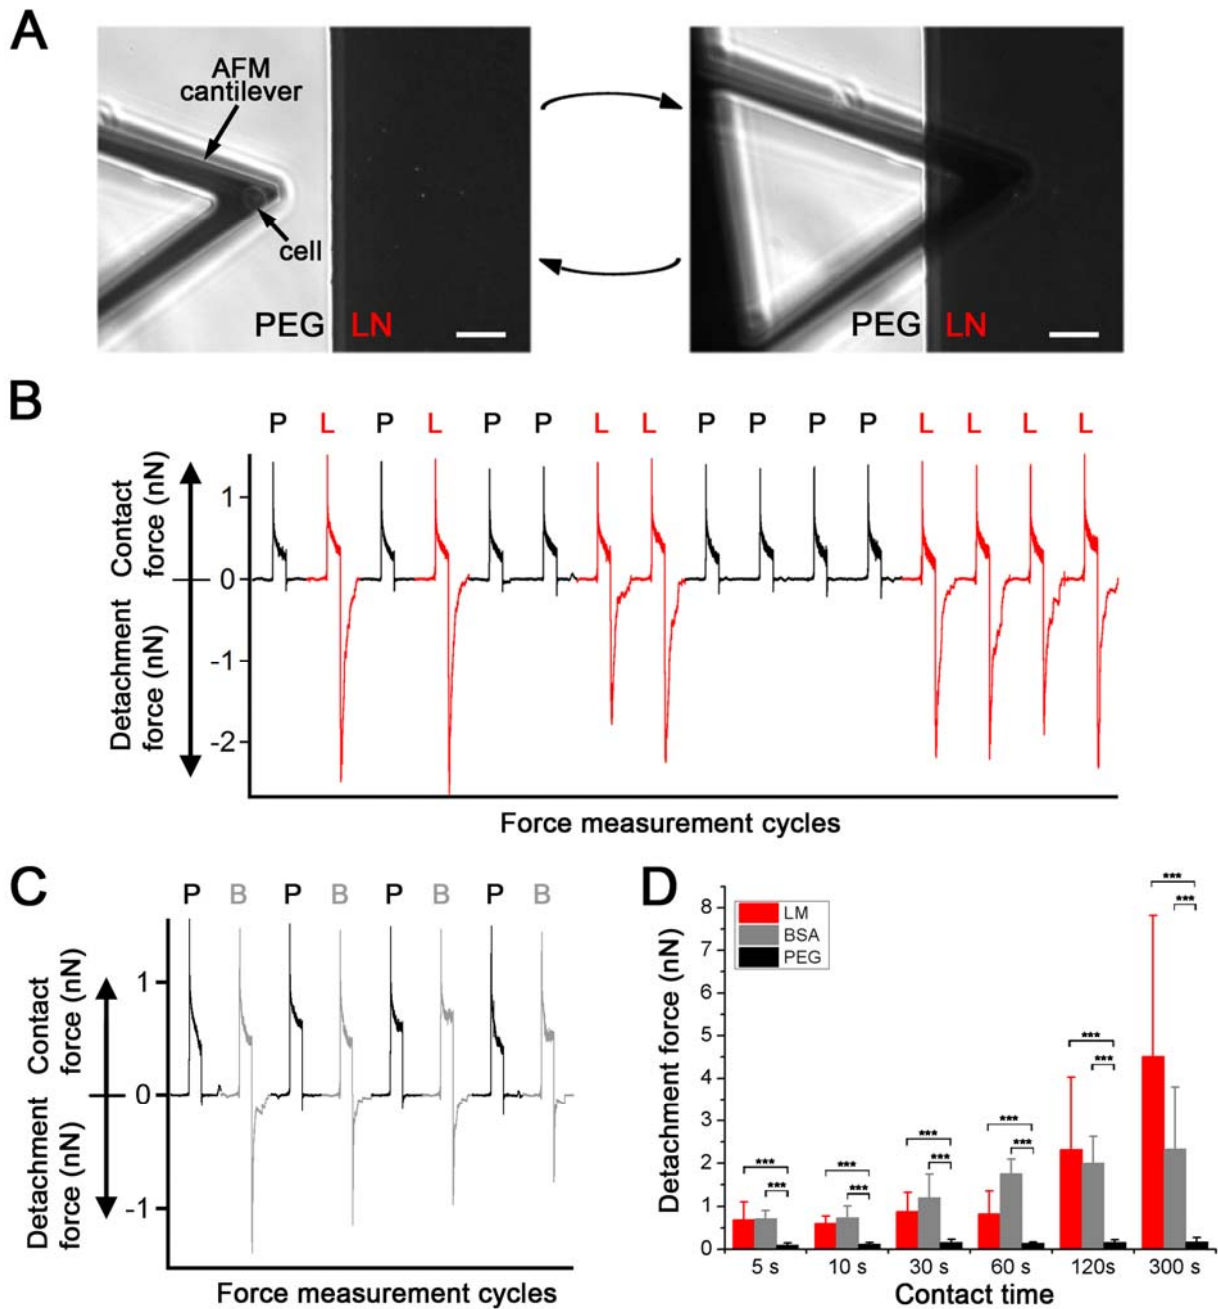 A
AFM
cantilever
cell
PEG LN
PEG LN
B
P L P L P P L L P P P P L L L L
Contact
force (nN)
Detachment
force (nN)
1
0
-1
-2
Force measurement cycles
C
P B P B P B P B
Contact
force (nN)
Detachment
force (nN)
1
0
-1
Force measurement cycles
D
Detachment force (nN)
8
7
6
5
4
3
2
1
0
LM
BSA
PEG
***
***
***
***
***
***
***
***
***
***
***
***
5 s 10 s 30 s 60 s 120s 300 s
Contact time